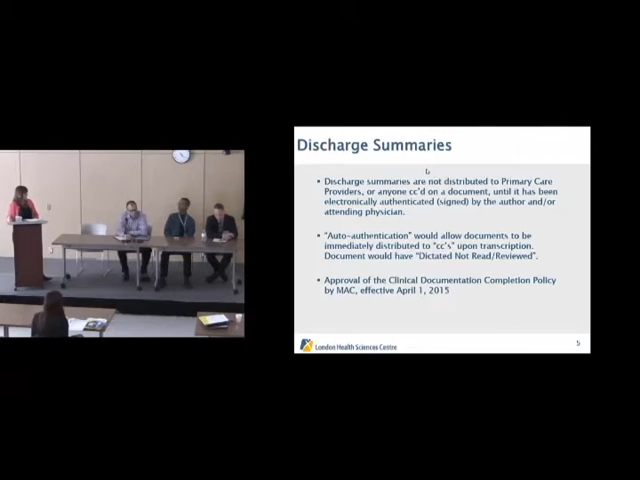 Discharge Summaries
• Discharge summaries are not distributed to Primary Care
Providers, or anyone cc'd on a document, until it has been
electronically authenticated (signed) by the author and/or
attending physician.
• "Auto-authentication" would allow documents to be
immediately distributed to "cc's" upon transcription.
Document would have "Dictated Not Read/Reviewed".
• Approval of the Clinical Documentation Completion Policy
by MAC, effective April 1, 2015
London Health Sciences Centre
5